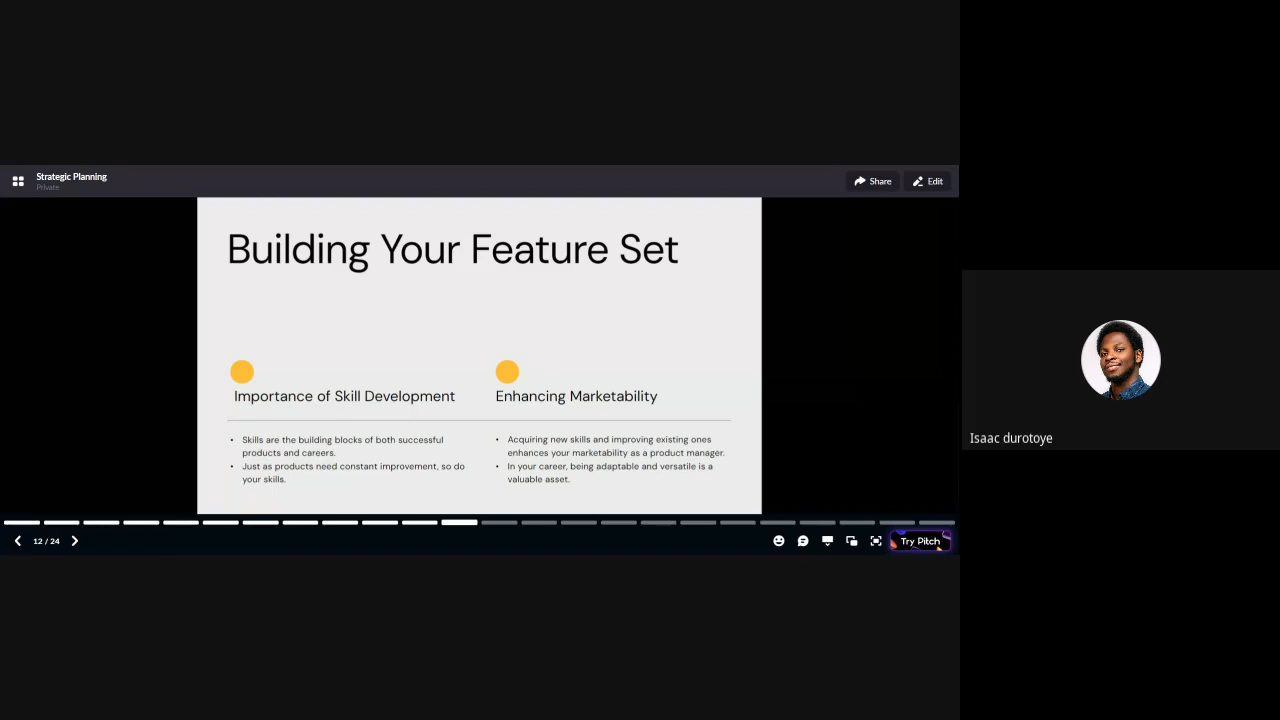 Strategic Planning
Private
Share
Edit
Building Your Feature Set
Importance of Skill Development
• Skills are the building blocks of both successful
products and careers.
• Just as products need constant improvement, so do
your skills.
Enhancing Marketability
• Acquiring new skills and improving existing ones
enhances your marketability as a product manager.
• In your career, being adaptable and versatile is a
valuable asset.
12 / 24
Try Pitch
Isaac durotoye